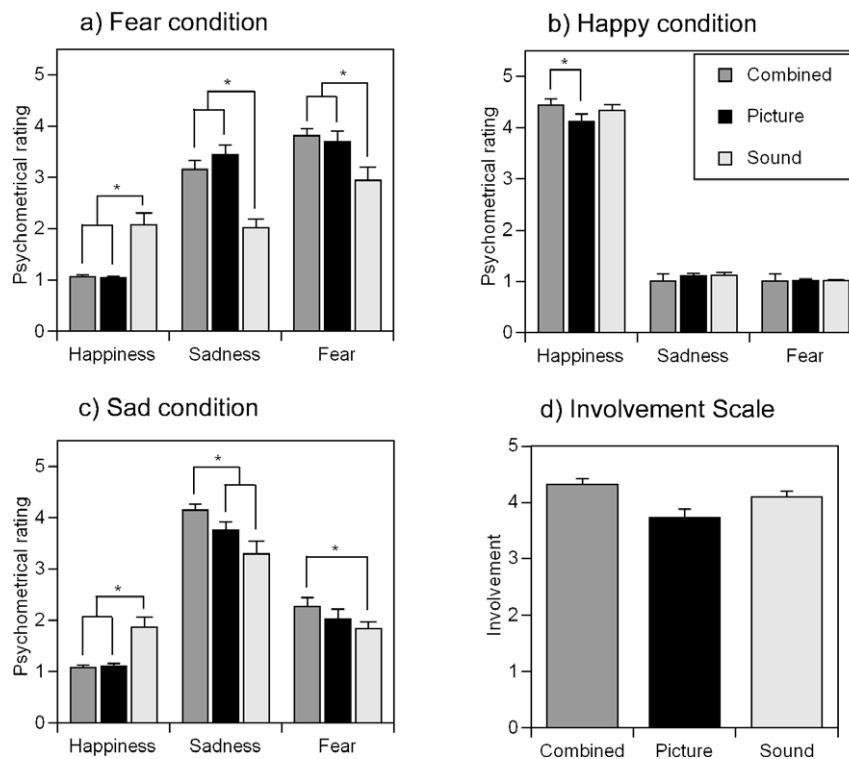 a) Fear condition
Psychometrical rating
5
4
3
2
1
0
*
*
*
Happiness Sadness Fear
b) Happy condition
Psychometrical rating
5
4
3
2
1
0
*
Combined
Picture
Sound
Happiness Sadness Fear
c) Sad condition
Psychometrical rating
5
4
3
2
1
0
*
*
*
Happiness Sadness Fear
d) Involvement Scale
Involvement
5
4
3
2
1
0
Combined Picture Sound